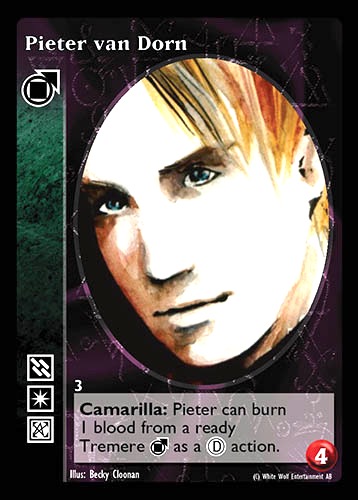 Pieter van Dorn
3
Camarilla: Pieter can burn
1 blood from a ready
Tremere as a D action.
4
Illus: Becky Cloonan
(C) White Wolf Entertainment AB